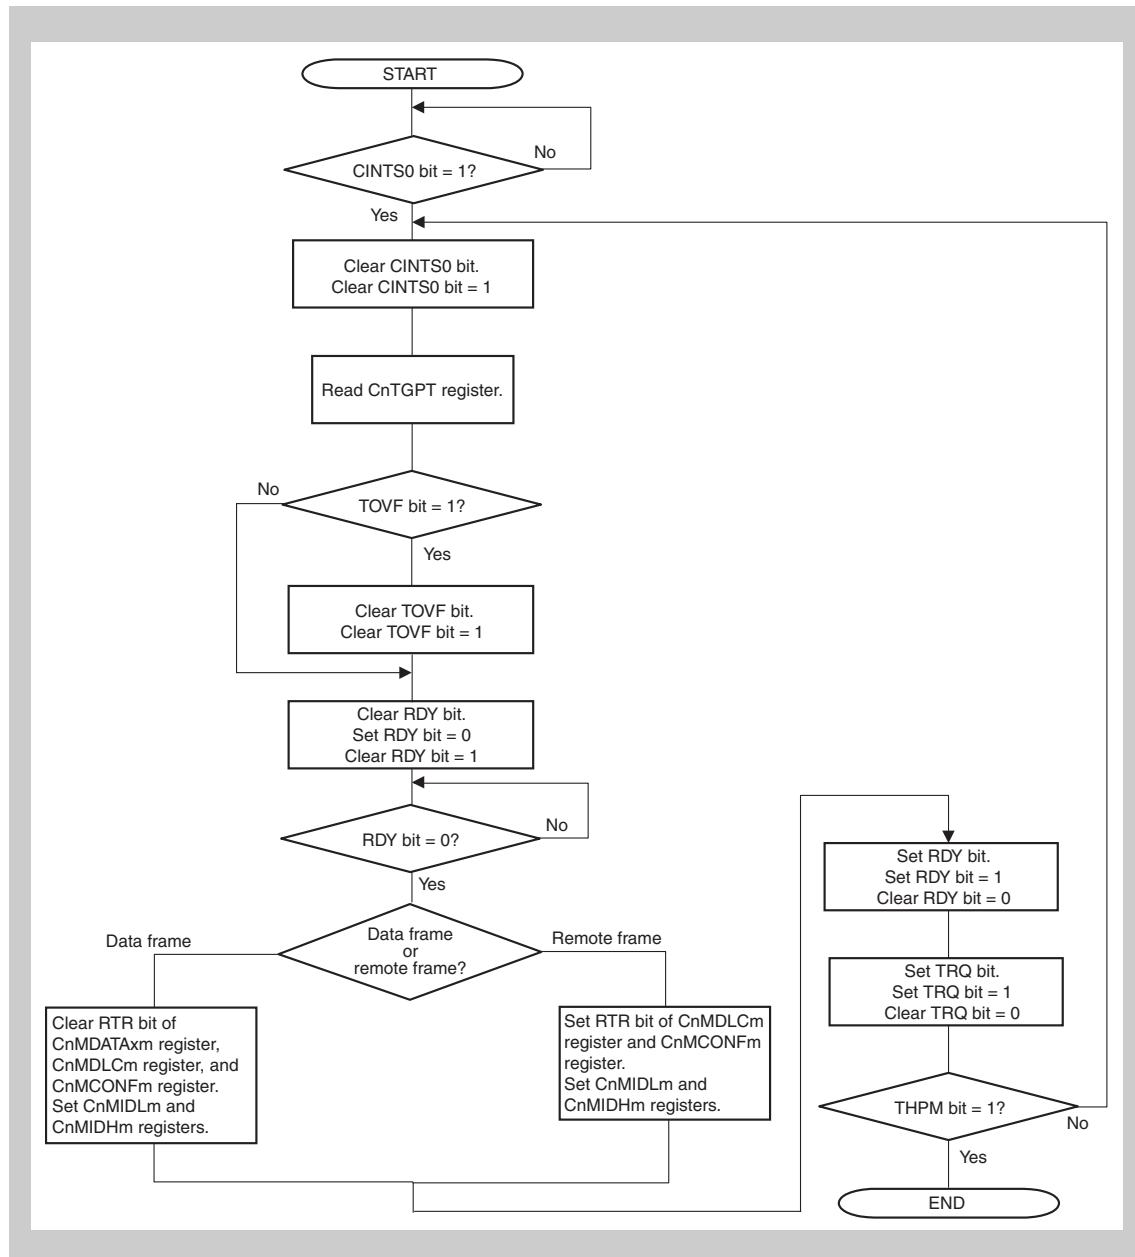 START
No
CINTS0 bit = 1?
Yes
Clear CINTS0 bit.
Clear CINTS0 bit = 1
Read CnTGPT register.
No
TOVF bit = 1?
Yes
Clear TOVF bit.
Clear TOVF bit = 1
Clear RDY bit.
Set RDY bit = 0
Clear RDY bit = 1
No
RDY bit = 0?
Yes
Data frame
Data frame
or
remote frame?
Remote frame
Clear RTR bit of
CnMDATAxm register,
CnMDLCm register, and
CnMCONFm register.
Set CnMIDLm and
CnMIDHm registers.
Set RTR bit of CnMDLCm
register and CnMCONFm
register.
Set CnMIDLm and
CnMIDHm registers.
Set RDY bit.
Set RDY bit = 1
Clear RDY bit = 0
Set TRQ bit.
Set TRQ bit = 1
Clear TRQ bit = 0
THPM bit = 1?
No
Yes
END